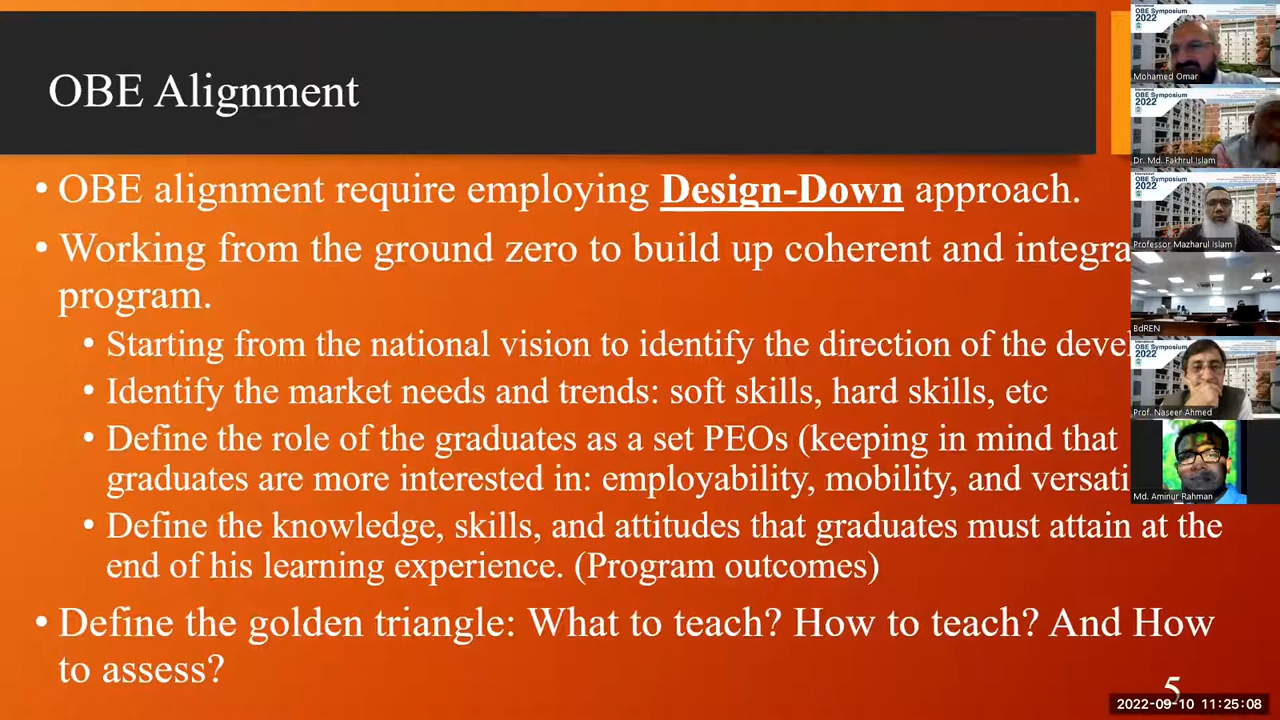 OBE Alignment
• OBE alignment require employing Design-Down approach.
• Working from the ground zero to build up coherent and integra
program.
• Starting from the national vision to identify the direction of the devel
• Identify the market needs and trends: soft skills, hard skills, etc
• Define the role of the graduates as a set PEOs (keeping in mind that
graduates are more interested in: employability, mobility, and versati
• Define the knowledge, skills, and attitudes that graduates must attain at the
end of his learning experience. (Program outcomes)
• Define the golden triangle: What to teach? How to teach? And How
to assess?
5
International
OBE Symposium
2022
Mohamed Omar
International
OBE Symposium
2022
Dr. Md. Fakhrul Islam
OBE Symposium
2022
Professor Mazharul Islam
BdREN
OBE Symposium
2022
Prof. Naseer Ahmed
Md. Aminur Rahman
2022-09-10 11:25:08